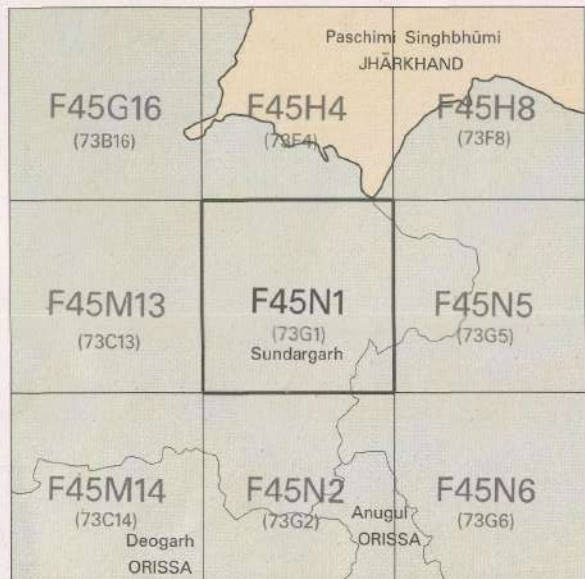 Paschimi Singhbhūmi
JHĀRKHAND
F45G16
(73B16)
F45H4
(73F4)
F45H8
(73F8)
F45M13
(73C13)
F45N1
(73G1)
Sundargarh
F45N5
(73G5)
F45M14
(73C14)
Deogarh
ORISSA
F45N2
(73G2)
Anugul
ORISSA
F45N6
(73G6)